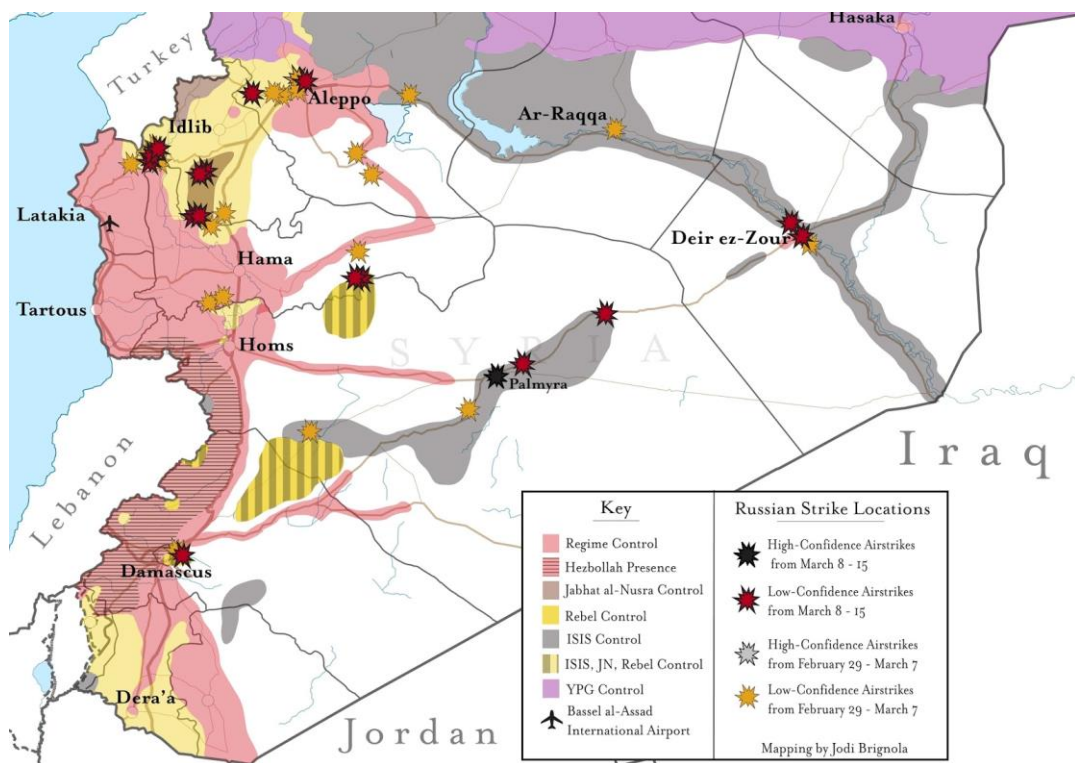 Hasaka
Turkey
Aleppo
Ar-Raqqa
Idlib
Latakia
Deir ez-Zour
Hama
Tartous
Homs
SYRIA
Palmyra
Iraq
Lebanon
Damascus
Dera'a
Jordan
Key
Regime Control
Hezbollah Presence
Jabhat al-Nusra Control
Rebel Control
ISIS Control
ISIS, JN, Rebel Control
YPG Control
Bassel al-Assad
International Airport
Russian Strike Locations
High-Confidence Airstrikes
from March 8 - 15
Low-Confidence Airstrikes
from March 8 - 15
High-Confidence Airstrikes
from February 29 - March 7
Low-Confidence Airstrikes
from February 29 - March 7
Mapping by Jodi Brignola